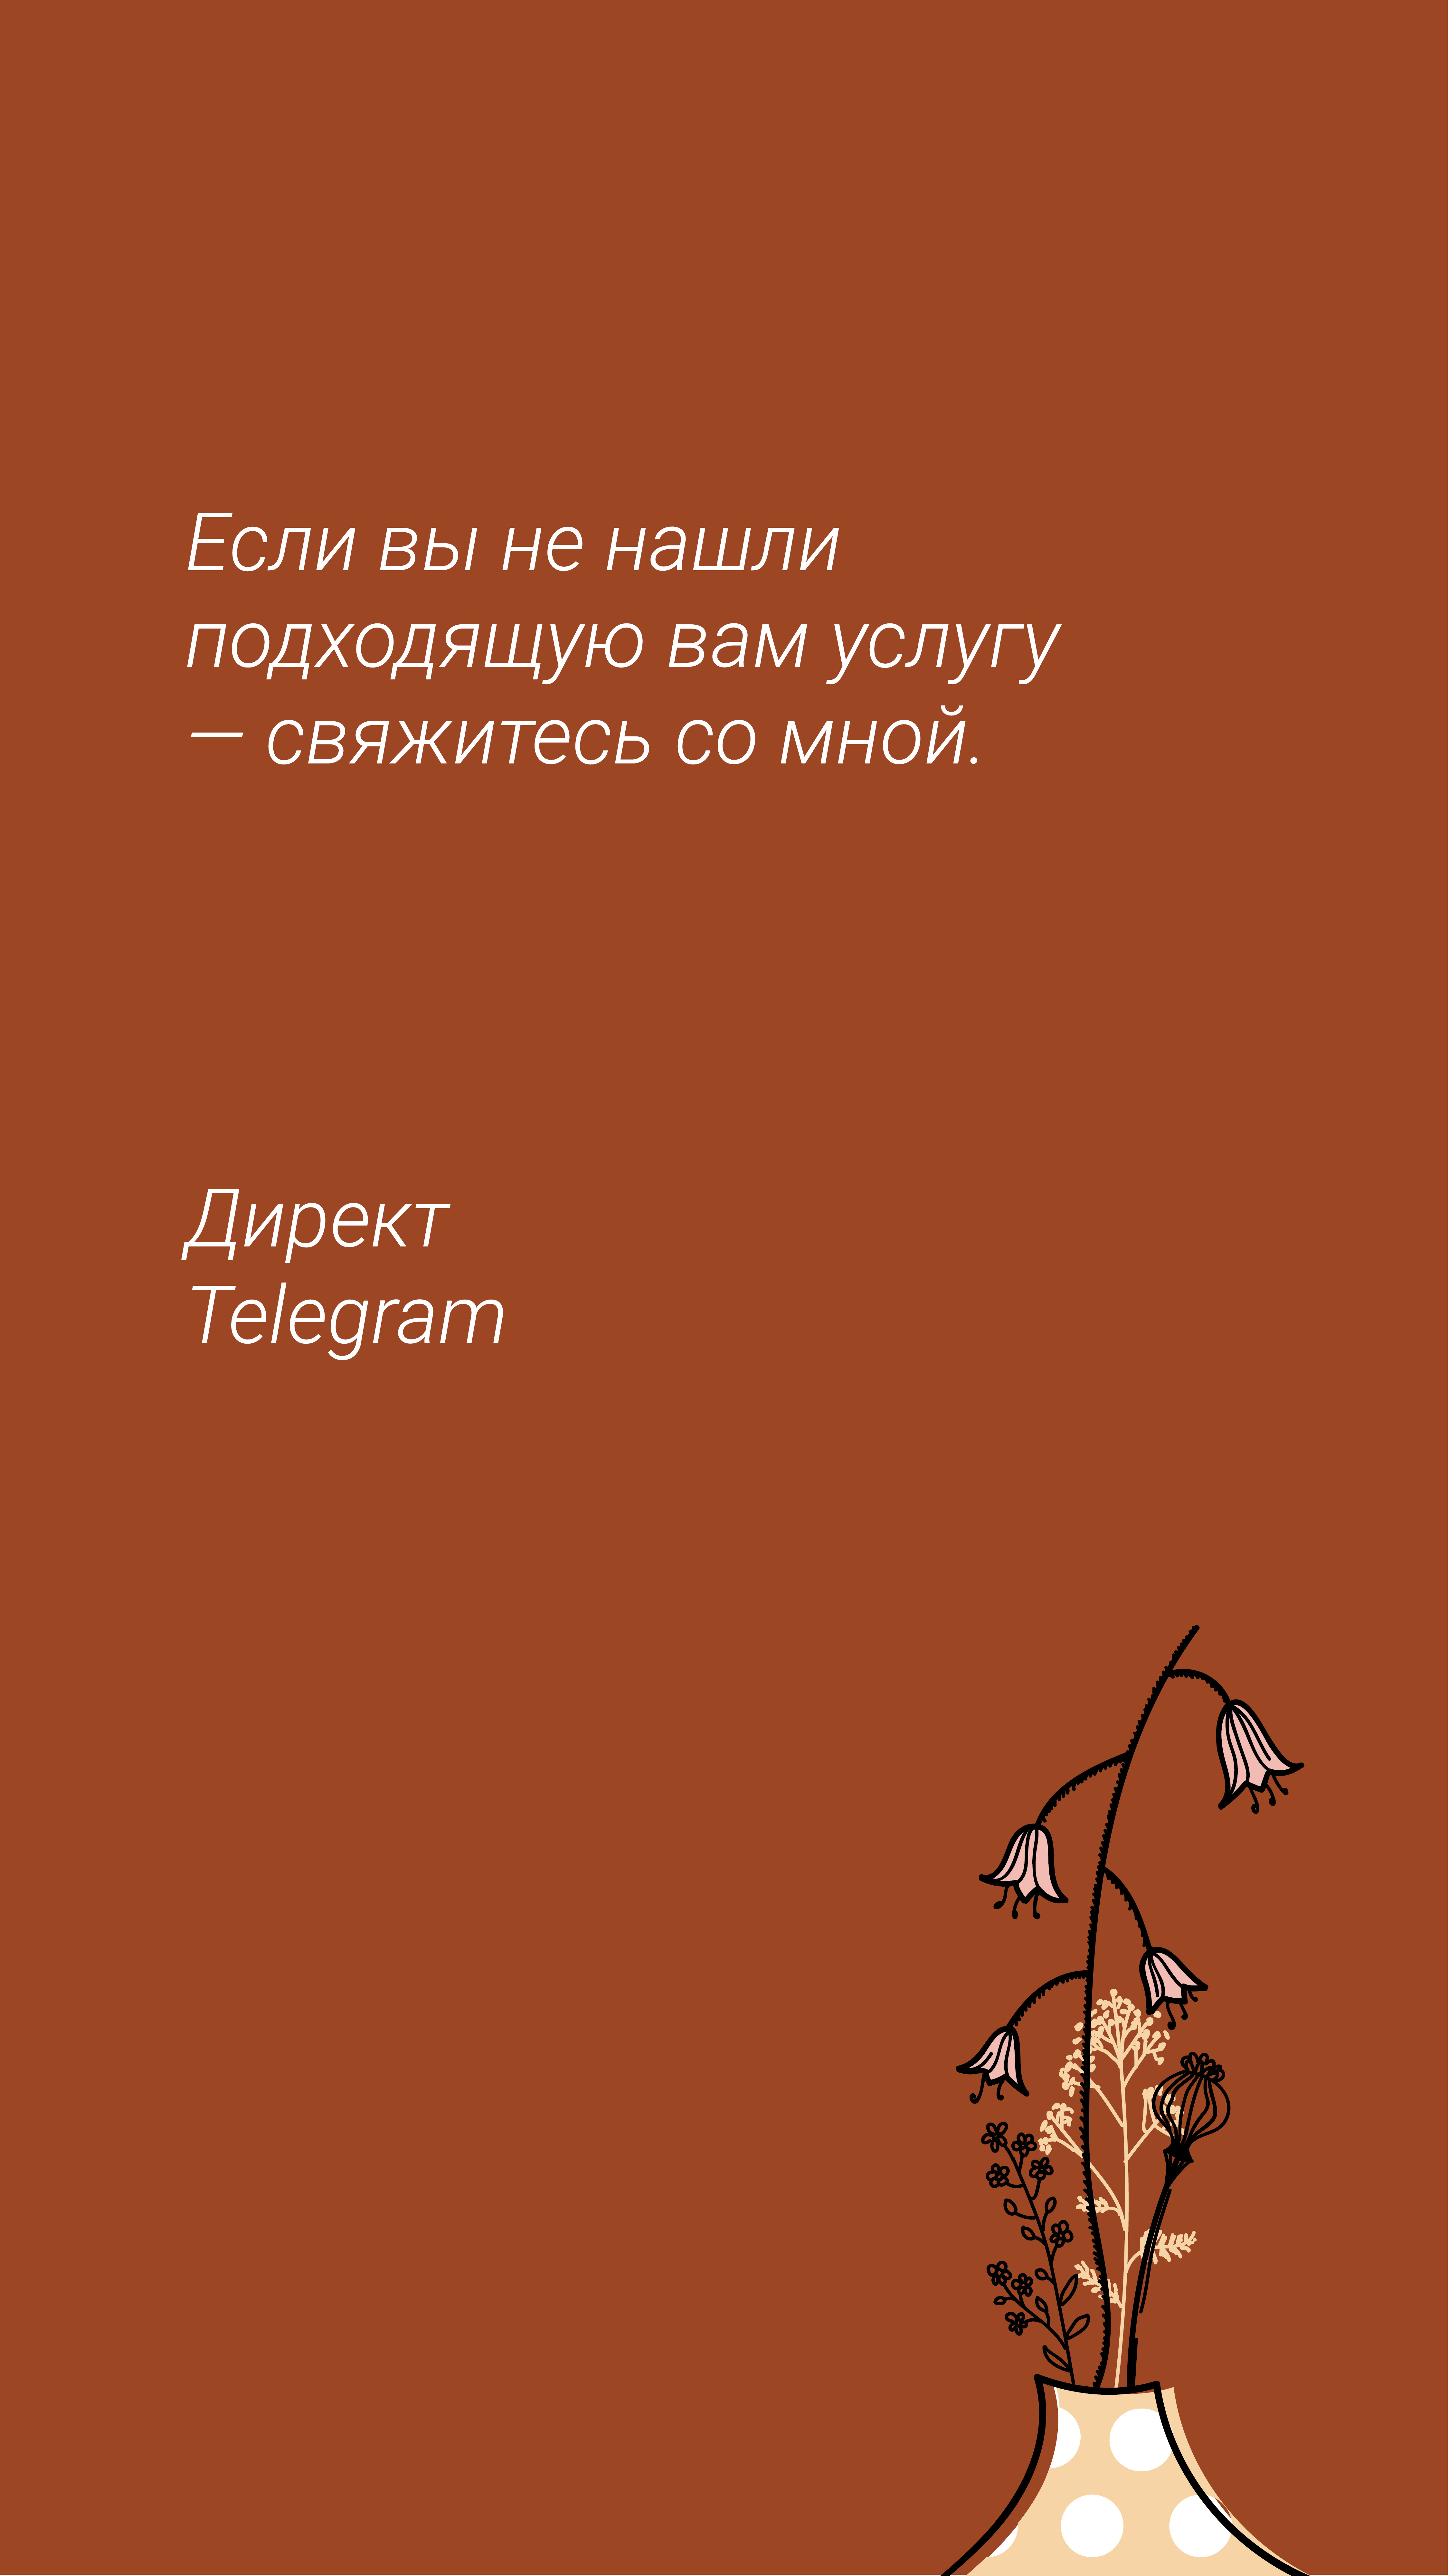 Если вы не нашли
подходящую вам услугу
— свяжитесь со мной.
Директ
Telegram